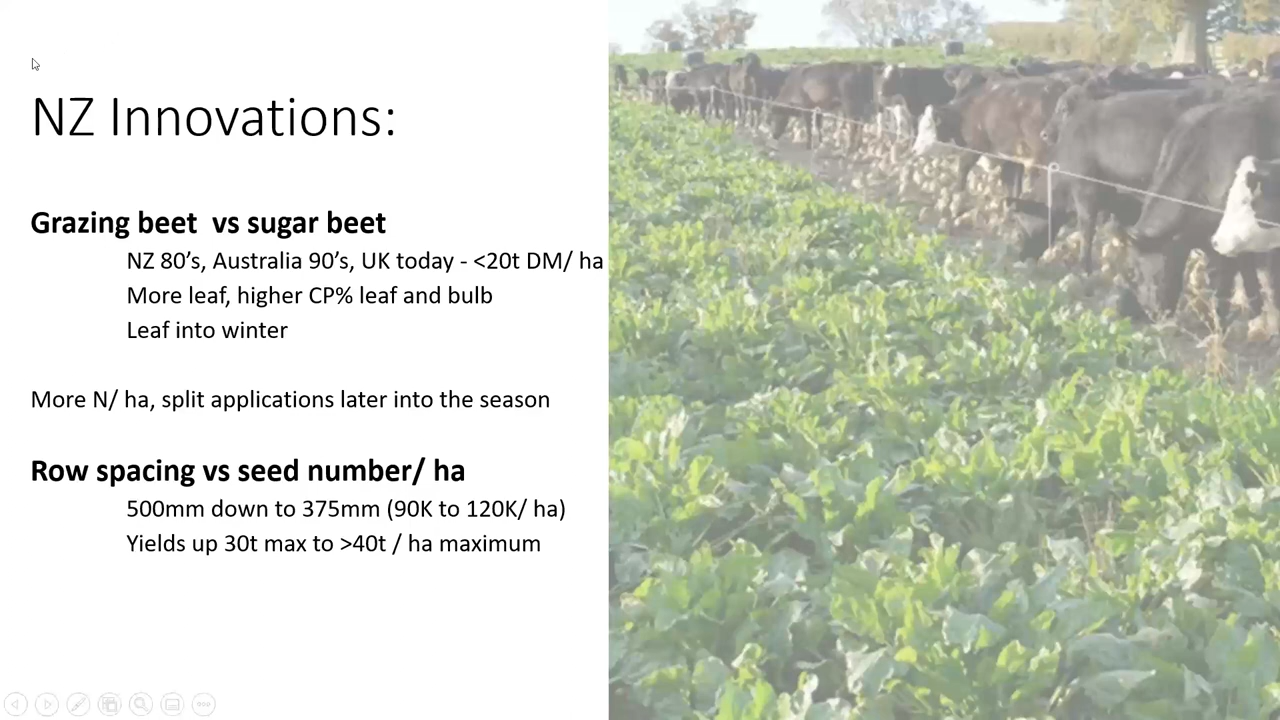 NZ Innovations:
Grazing beet  vs sugar beet
NZ 80’s, Australia 90’s, UK today - <20t DM/ ha
More leaf, higher CP% leaf and bulb
Leaf into winter
More N/ ha, split applications later into the season
Row spacing vs seed number/ ha
500mm down to 375mm (90K to 120K/ ha)
Yields up 30t max to >40t / ha maximum